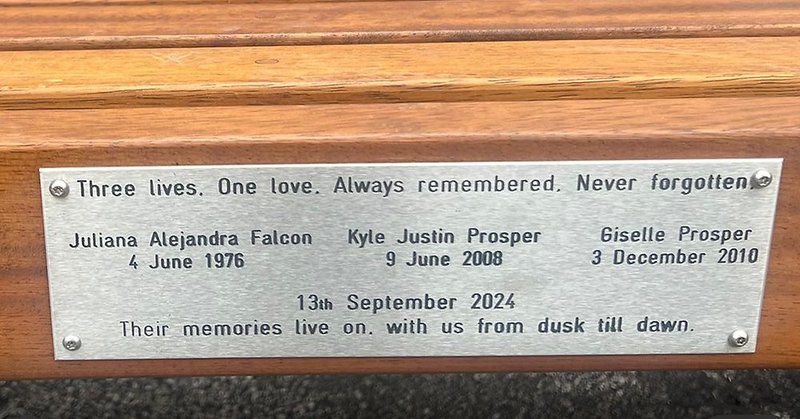 Three lives. One love. Always remembered. Never forgotten.
Juliana Alejandra Falcon Kyle Justin Prosper Giselle Prosper
4 June 1976 9 June 2008 3 December 2010
13th September 2024
Their memories live on. with us from dusk till dawn.